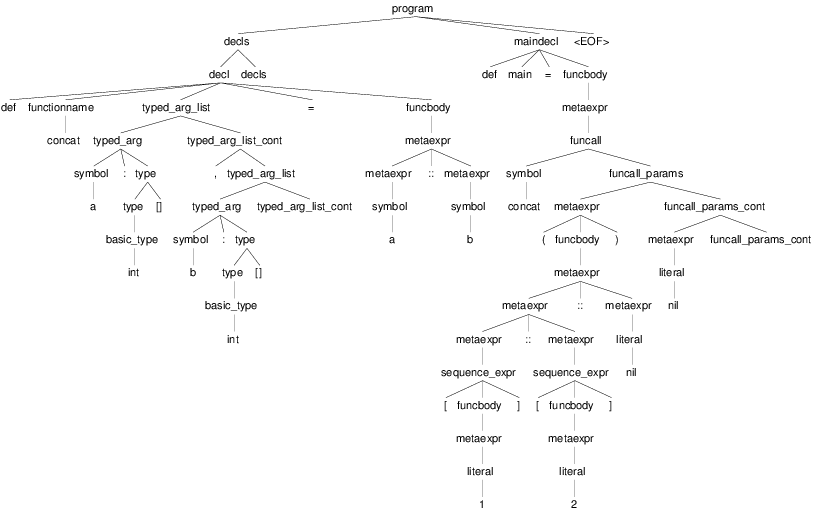 program
decls maindecl <EOF>
decl decls def main = funcbody
def functionname typed_arg_list = funcbody metaexpr
concat typed_arg typed_arg_list_cont metaexpr funcall
symbol : type , typed_arg_list metaexpr :: metaexpr symbol funcall_params
a type [] typed_arg typed_arg_list_cont symbol symbol concat metaexpr funcall_params_cont
basic_type symbol : type a b ( funcbody ) metaexpr funcall_params_cont
int b type [] metaexpr literal
basic_type metaexpr :: metaexpr nil
int metaexpr :: metaexpr literal
sequence_expr sequence_expr nil
[ funcbody ] [ funcbody ]
metaexpr metaexpr
literal literal
1 2